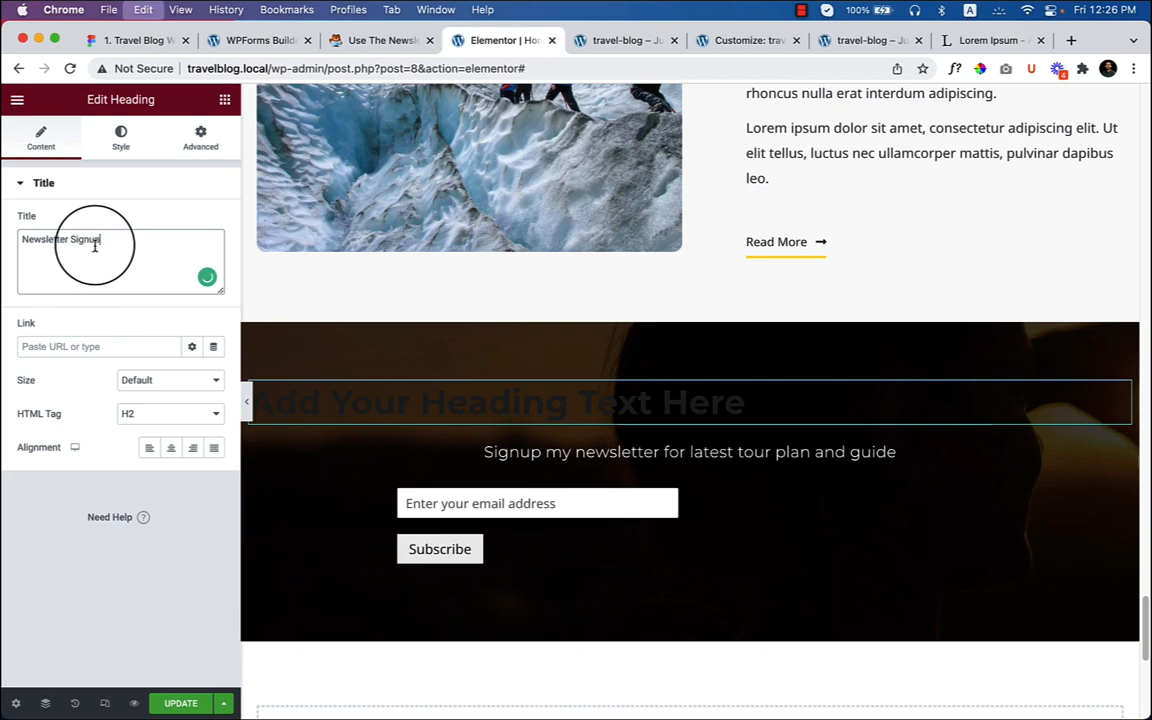 Chrome File Edit View History Bookmarks Profiles Tab Window Help 100% A Fri 12:26 PM
1. Travel Blog W WPForms Builde Use The Newsle Elementor | Hom travel-blog – Ju Customize: trav travel-blog – Ju Lorem Ipsum – A
Not Secure travelblog.local/wp-admin/post.php?post=8&action=elementor# f? U 4
Edit Heading
Content Style Advanced
Title
Title
Newsletter Signup
Link
Paste URL or type
Size Default
HTML Tag H2
Alignment
Need Help ?
UPDATE
rhoncus nulla erat interdum adipiscing.
Lorem ipsum dolor sit amet, consectetur adipiscing elit. Ut
elit tellus, luctus nec ullamcorper mattis, pulvinar dapibus
leo.
Read More
Add Your Heading Text Here
Signup my newsletter for latest tour plan and guide
Enter your email address
Subscribe